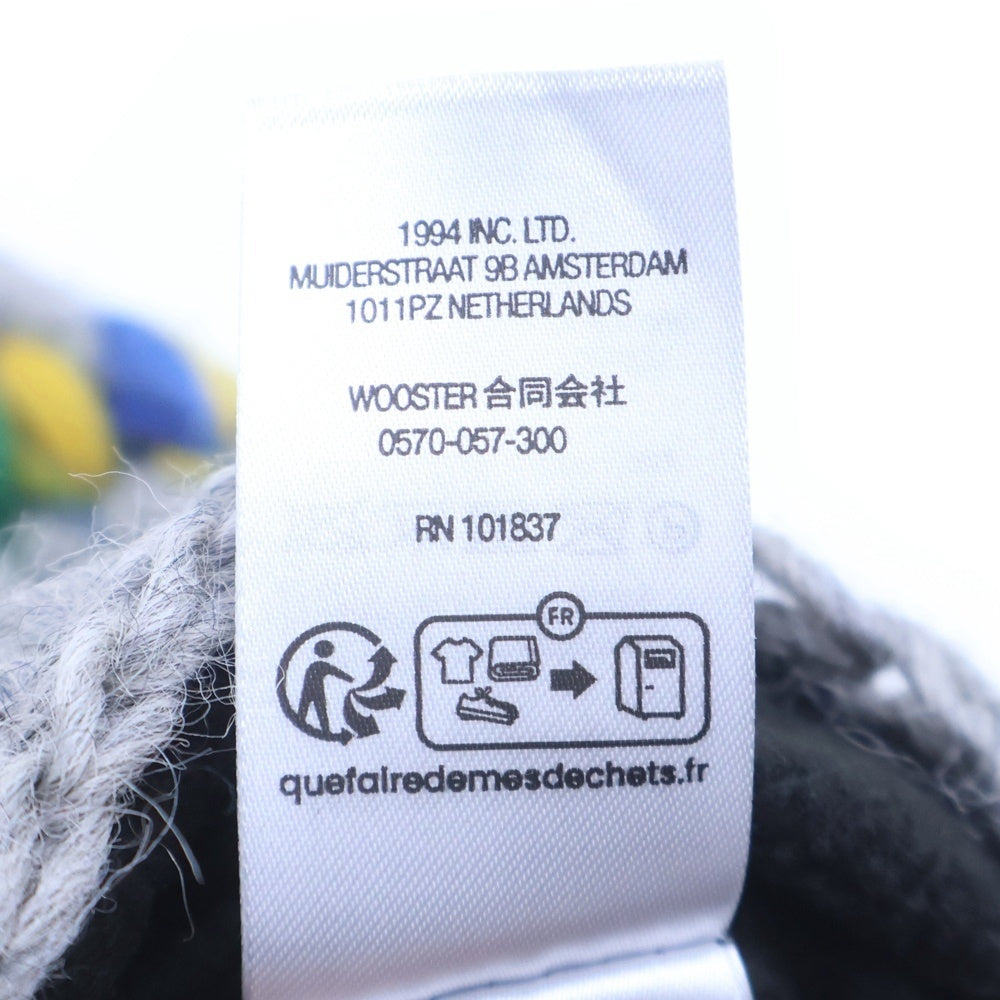 1994 INC. LTD.
MUIDERSTRAAT 9B AMSTERDAM
1011PZ NETHERLANDS
WOOSTER 合同会社
0570-057-300
RN 101837
FR
quefairedemesdechets.fr